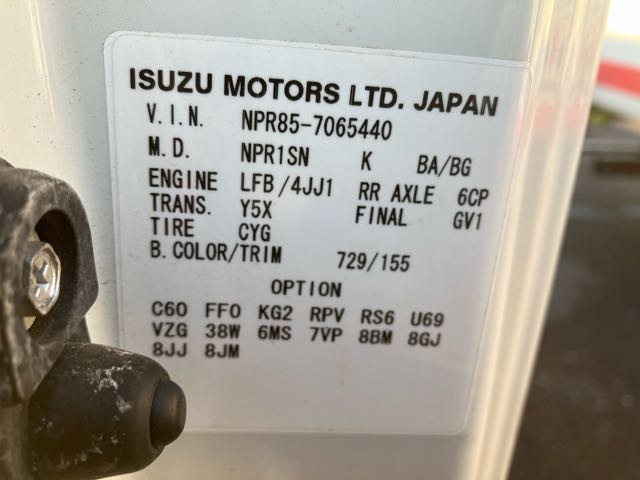 ISUZU MOTORS LTD. JAPAN
V.I.N. NPR85-7065440
M.D. NPR1SN K BA/BG
ENGINE LFB/4JJ1 RR AXLE 6CP
TRANS. Y5X FINAL GV1
TIRE CYG
B.COLOR/TRIM 729/155
OPTION
C60 FF0 KG2 RPV RS6 U69
VZG 38W 6MS 7VP 8BM 8GJ
8JJ 8JM